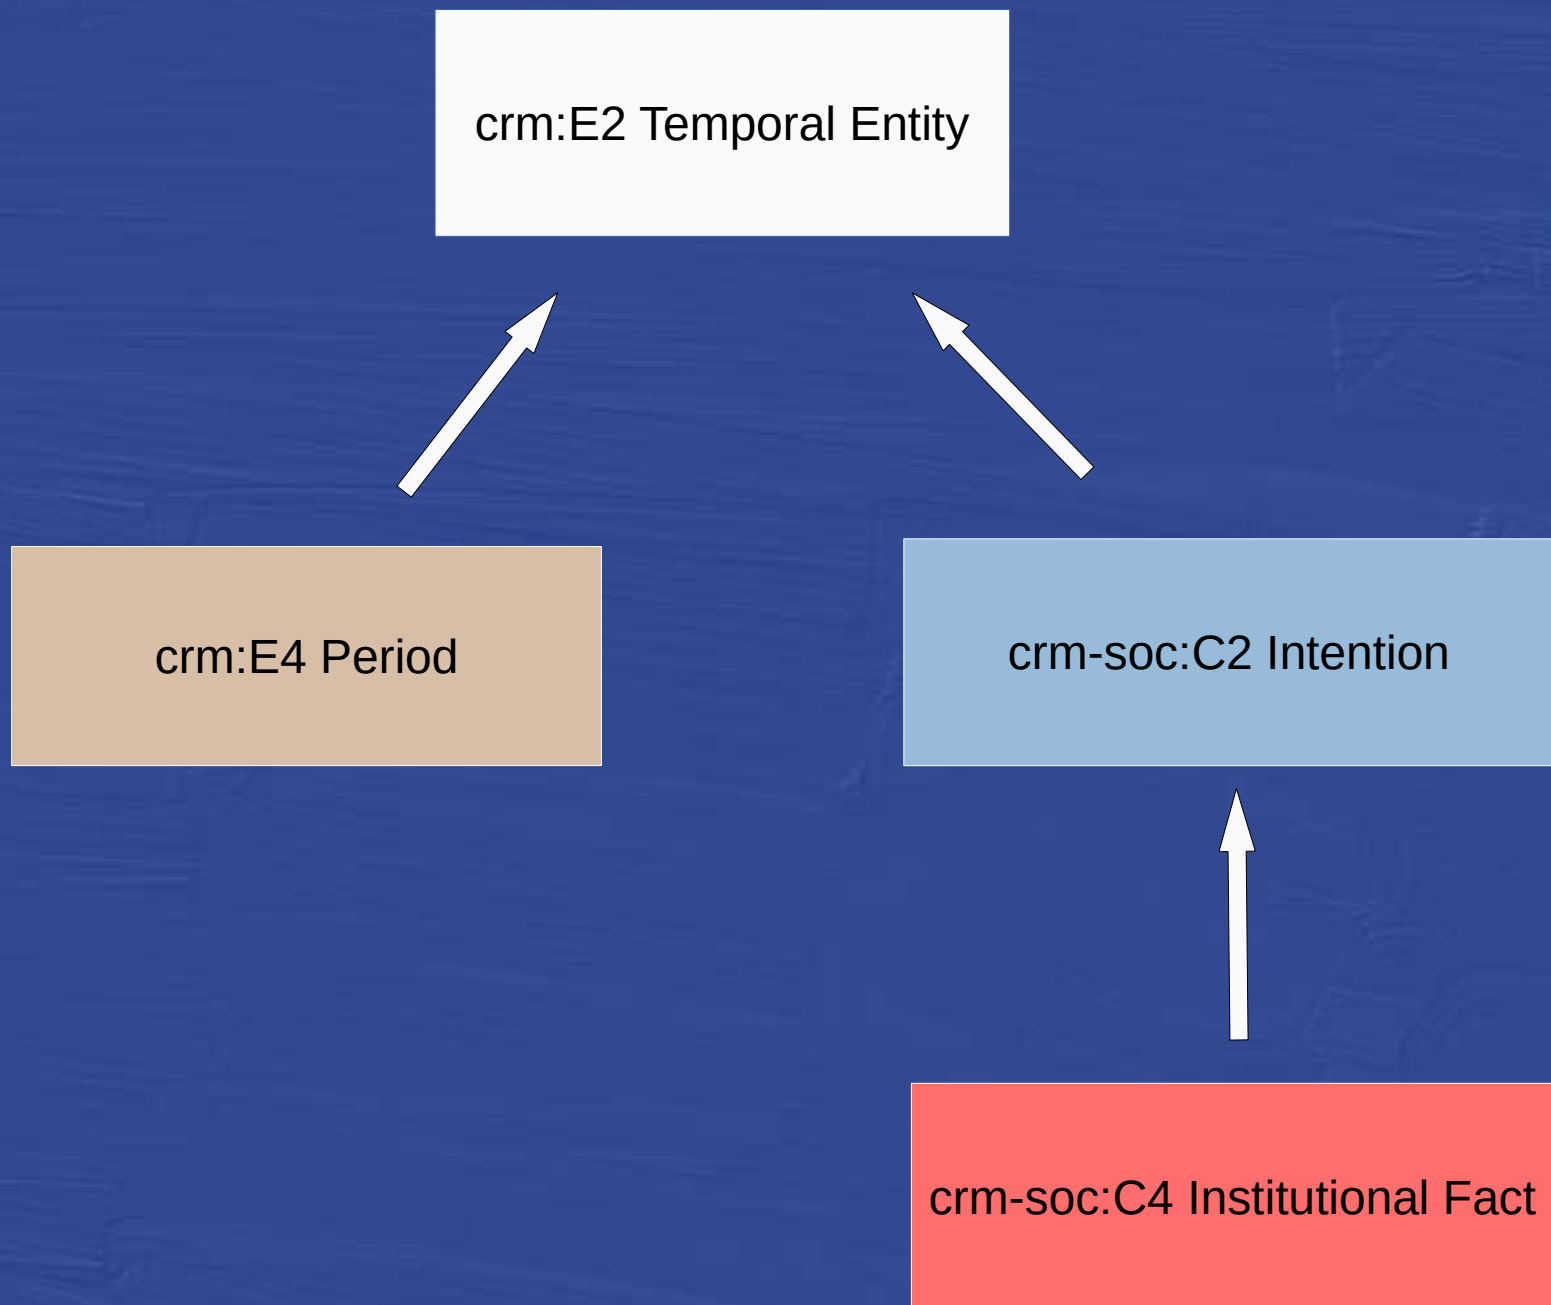 crm:E2 Temporal Entity
crm:E4 Period
crm-soc:C2 Intention
crm-soc:C4 Institutional Fact